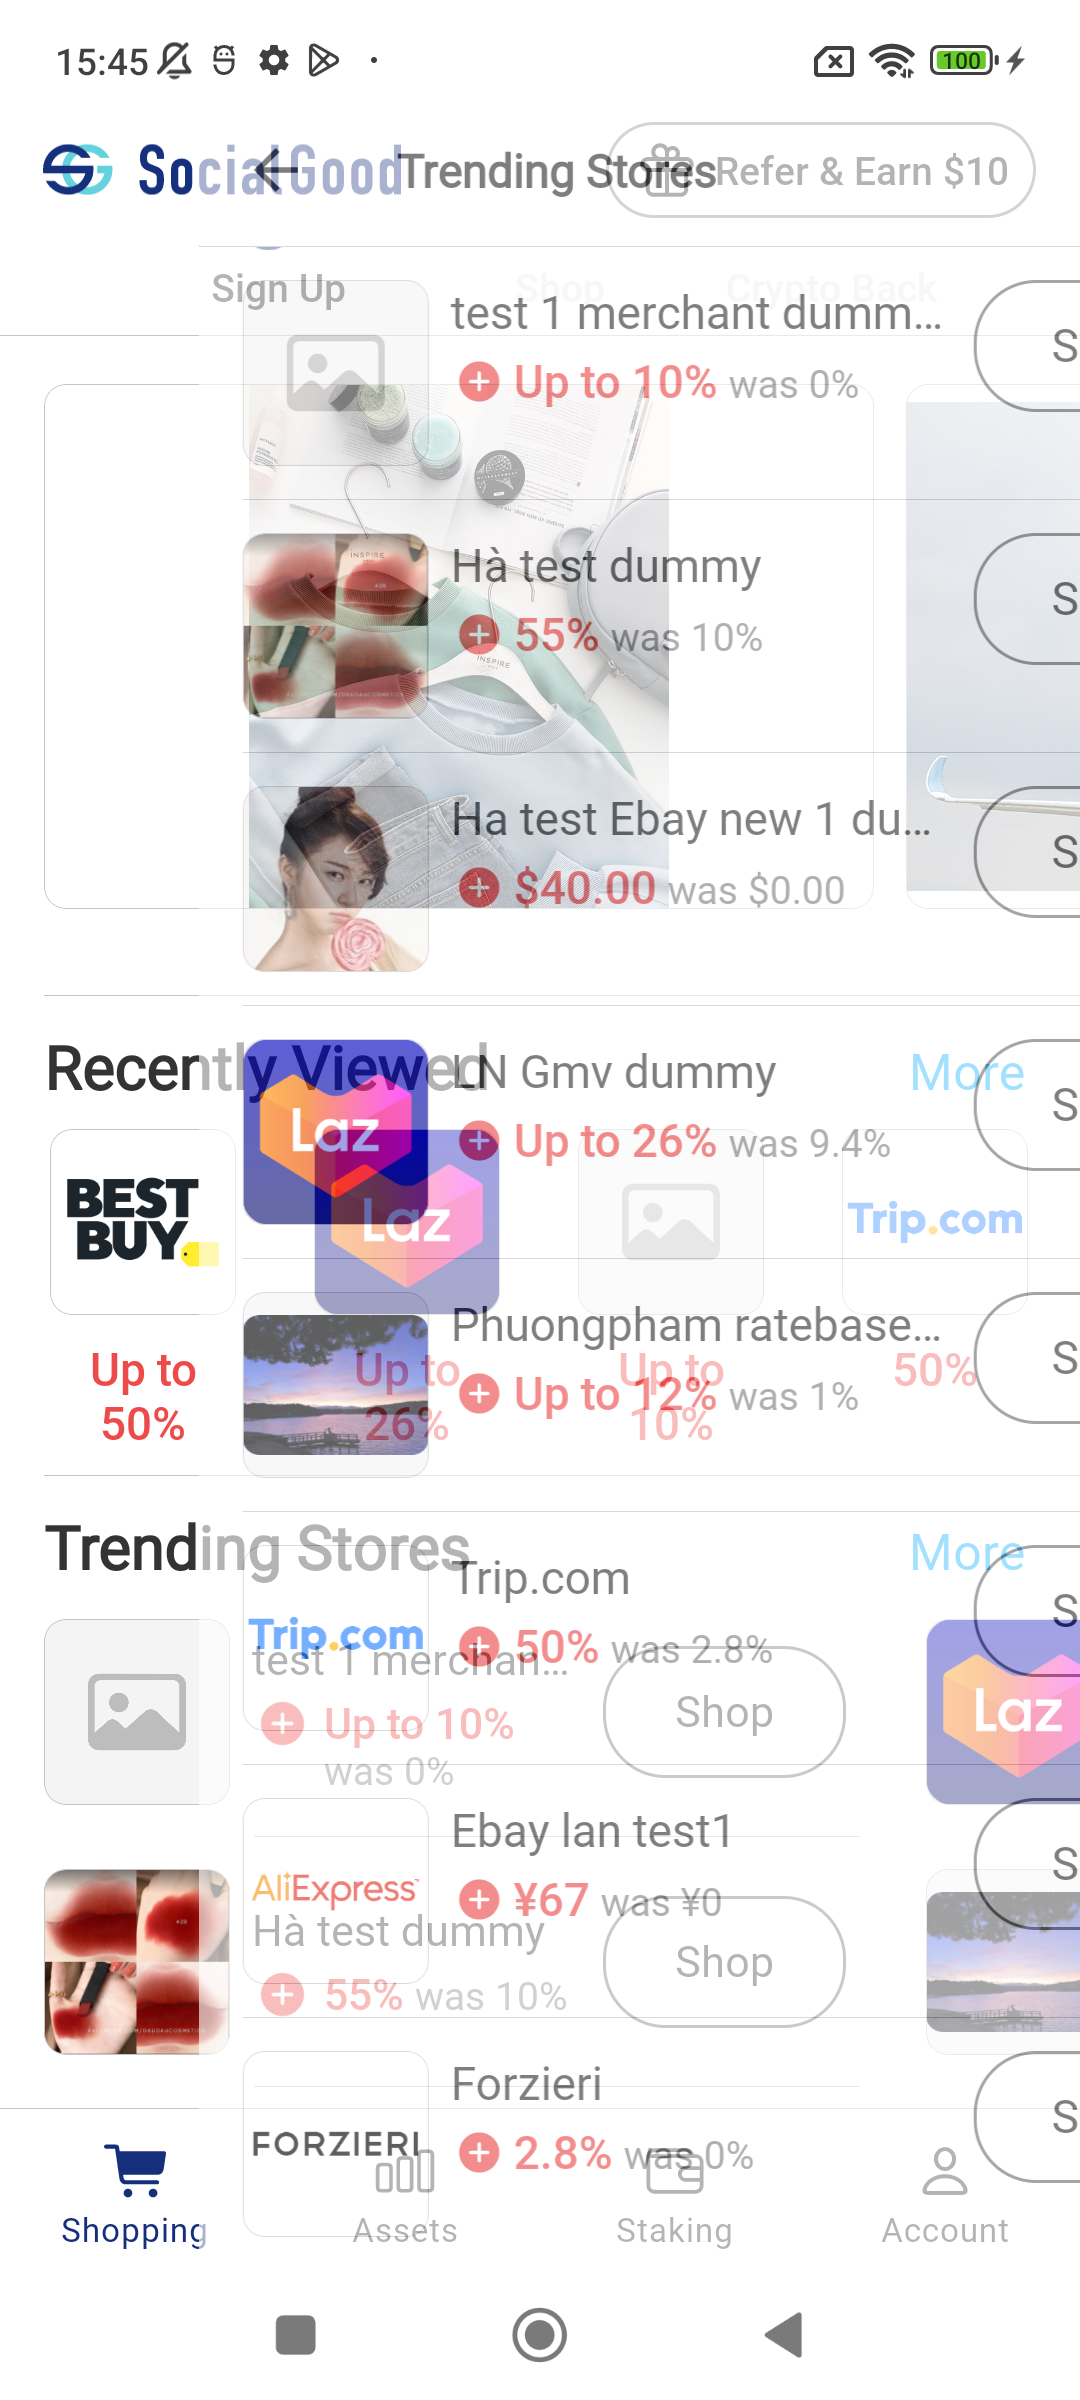 15:45
100
SocialGood
Trending Stores
Refer & Earn $10
Sign Up
Shop
Crypto Back
test 1 merchant dumm...
Up to 10% was 0%
S
INSPIRE
Hà test dummy
55% was 10%
S
INSPIRE
Ha test Ebay new 1 du...
$40.00 was $0.00
S
Recently Viewed
More
LN Gmv dummy
Up to 26% was 9.4%
S
Laz
BEST
BUY
Laz
Trip.com
Phuongpham ratebase...
Up to 12% was 1%
S
Up to
50%
Up to
26%
Up to
10%
50%
Trending Stores
More
Trip.com
50% was 2.8%
S
Trip.com
test 1 merchan...
Up to 10%
was 0%
Shop
Laz
Ebay lan test1
¥67 was ¥0
S
AliExpress
Hà test dummy
55% was 10%
Shop
Forzieri
2.8% was 0%
S
FORZIERI
Shopping
Assets
Staking
Account